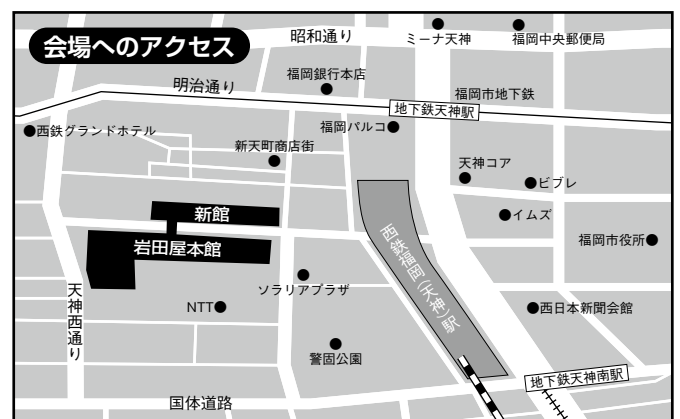 会場へのアクセス
昭和通り
ミーナ天神
福岡中央郵便局
明治通り
福岡銀行本店
福岡市地下鉄
地下鉄天神駅
西鉄グランドホテル
福岡パルコ
新天町商店街
天神コア
ビブレ
新館
イムズ
岩田屋本館
西鉄福岡(天神)駅
福岡市役所
ソラリアプラザ
天神西通り
NTT
西日本新聞会館
警固公園
地下鉄天神南駅
国体道路